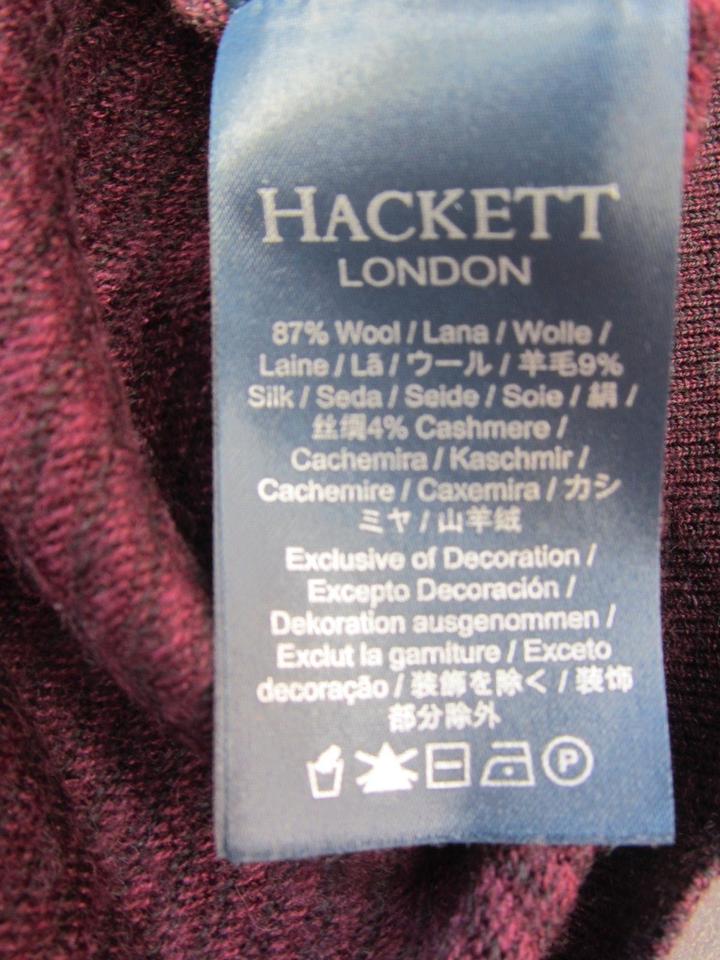 HACKETT
LONDON
87% Wool / Lana / Wolle /
Laine / Lã / ウール / 羊毛9%
Silk / Seda / Seide / Soie / 絹 /
丝绸4% Cashmere /
Cachemira / Kaschmir /
Cachemire / Caxemira / カシ
ミヤ / 山羊绒
Exclusive of Decoration /
Excepto Decoración /
Dekoration ausgenommen /
Exclut la garniture / Exceto
decoração / 装飾を除く / 装饰
部分除外
P